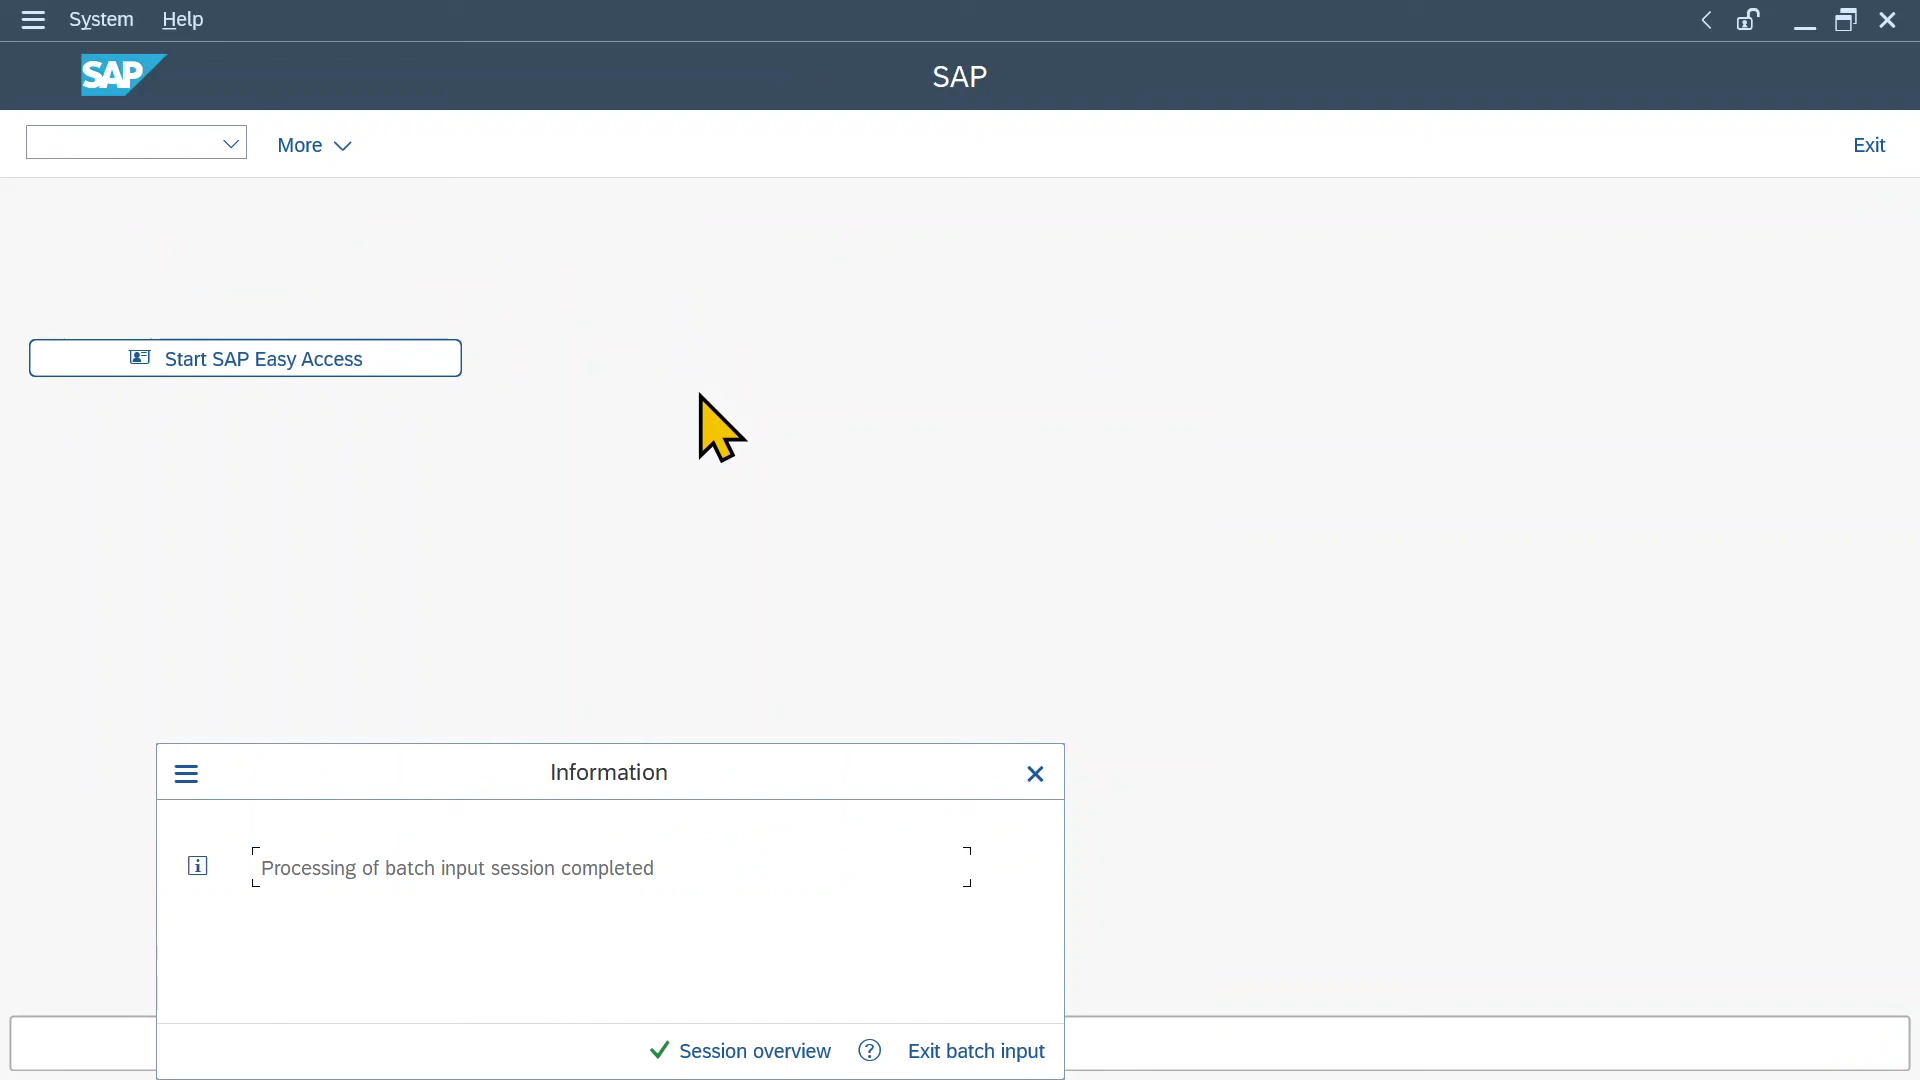 System Help
SAP SAP
More Exit
Start SAP Easy Access
Information
Processing of batch input session completed
Session overview Exit batch input